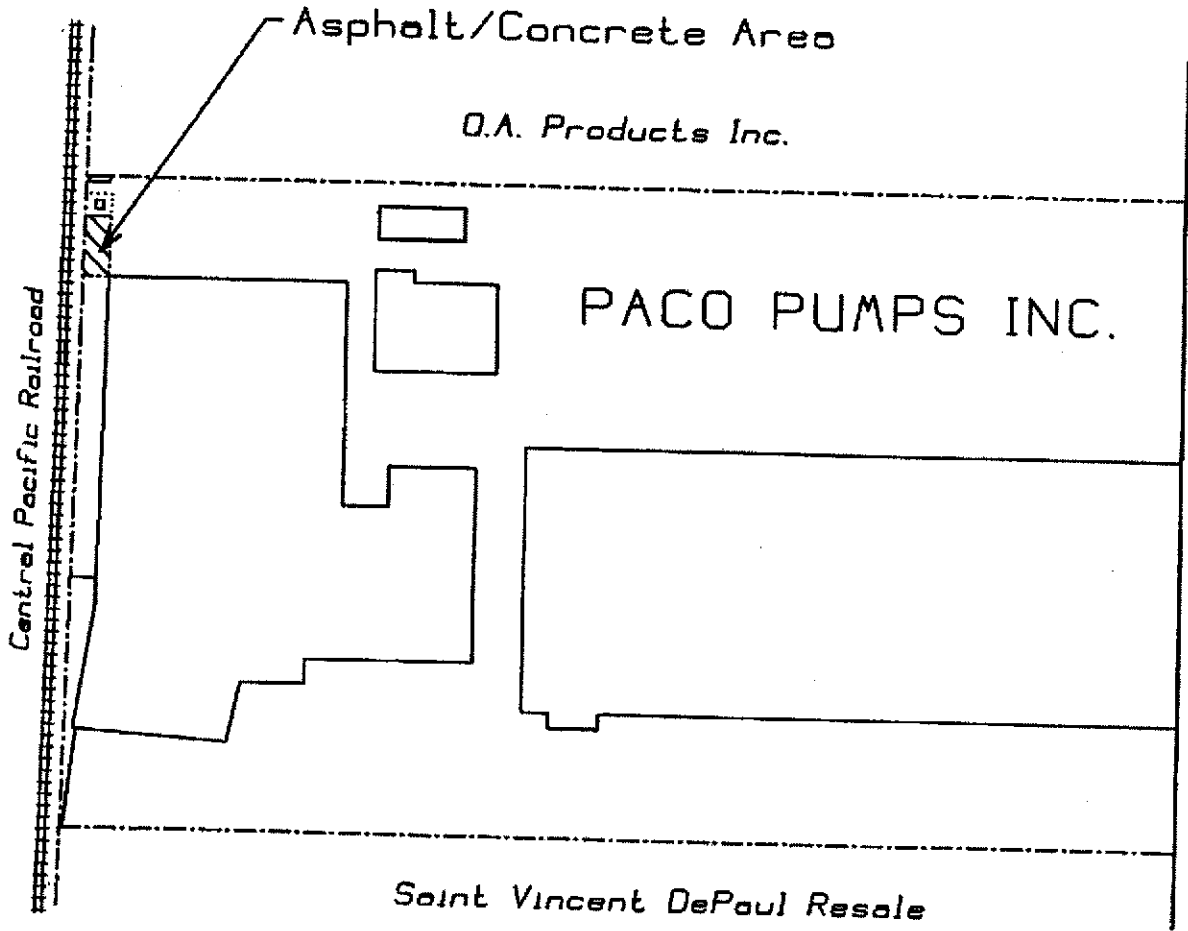 Asphalt/Concrete Area
O.A. Products Inc.
PACO PUMPS INC.
Central Pacific Railroad
Saint Vincent DePaul Resale